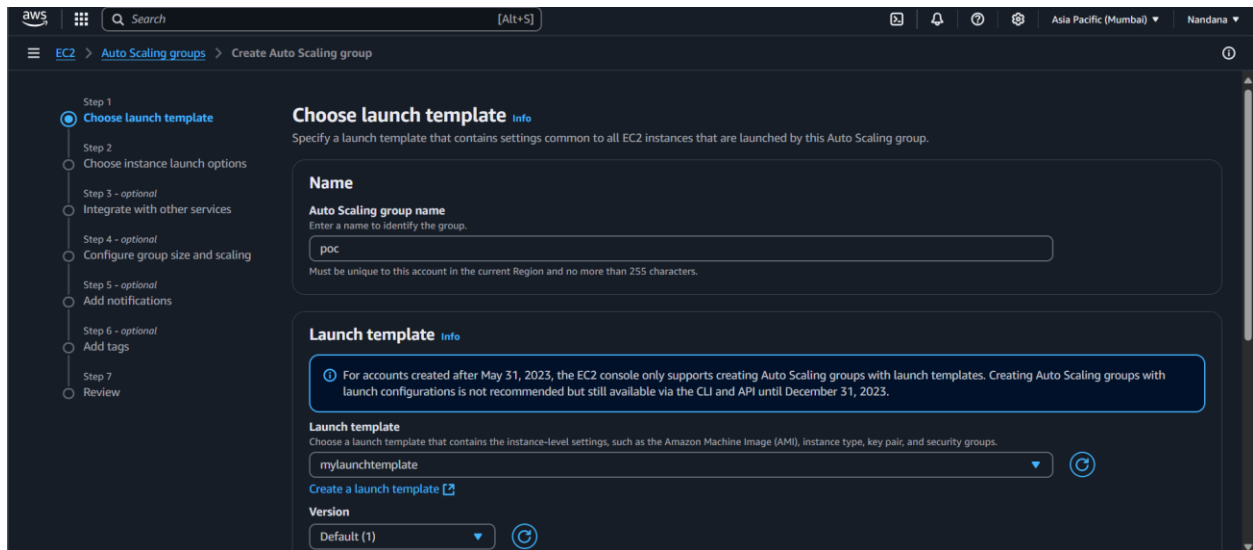 aws
Search [Alt+S] Asia Pacific (Mumbai) Nandana
EC2 > Auto Scaling groups > Create Auto Scaling group
Step 1
Choose launch template
Step 2
Choose instance launch options
Step 3 - optional
Integrate with other services
Step 4 - optional
Configure group size and scaling
Step 5 - optional
Add notifications
Step 6 - optional
Add tags
Step 7
Review
Choose launch template Info
Specify a launch template that contains settings common to all EC2 instances that are launched by this Auto Scaling group.
Name
Auto Scaling group name
Enter a name to identify the group.
poc
Must be unique to this account in the current Region and no more than 255 characters.
Launch template Info
For accounts created after May 31, 2023, the EC2 console only supports creating Auto Scaling groups with launch templates. Creating Auto Scaling groups with
launch configurations is not recommended but still available via the CLI and API until December 31, 2023.
Launch template
Choose a launch template that contains the instance-level settings, such as the Amazon Machine Image (AMI), instance type, key pair, and security groups.
mylaunchtemplate
Create a launch template
Version
Default (1)